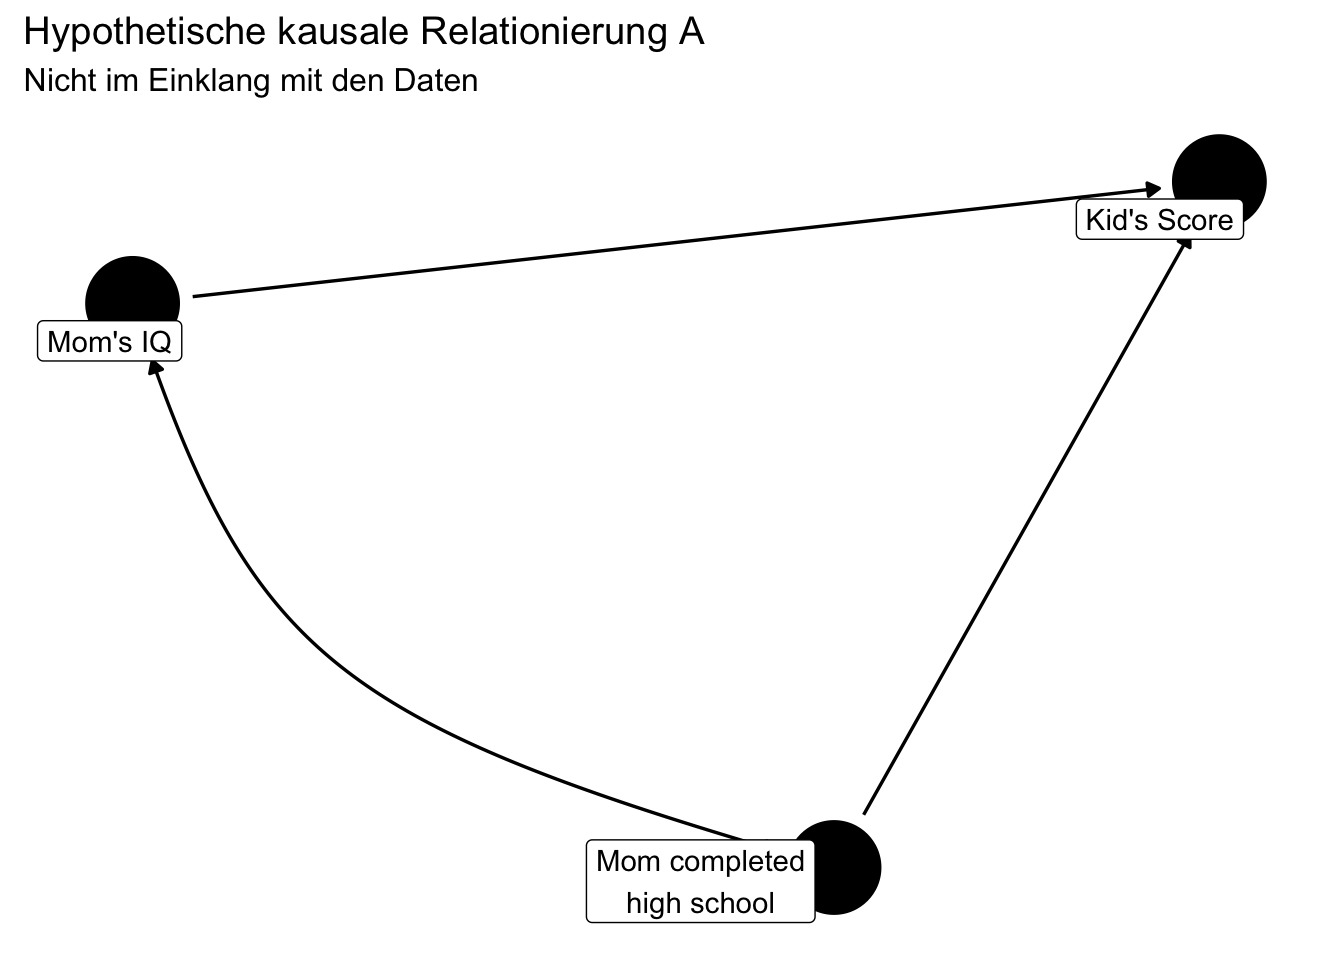 Hypothetische kausale Relationierung A
Nicht im Einklang mit den Daten
Kid's Score
Mom's IQ
Mom completed
high school